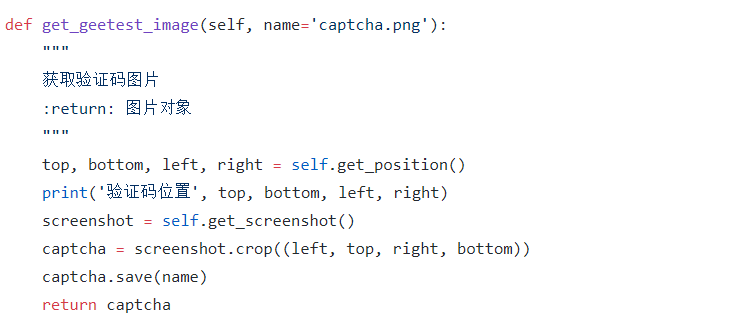 def get_geetest_image(self, name='captcha.png'):
    """
    获取验证码图片
    :return: 图片对象
    """
    top, bottom, left, right = self.get_position()
    print('验证码位置', top, bottom, left, right)
    screenshot = self.get_screenshot()
    captcha = screenshot.crop((left, top, right, bottom))
    captcha.save(name)
    return captcha